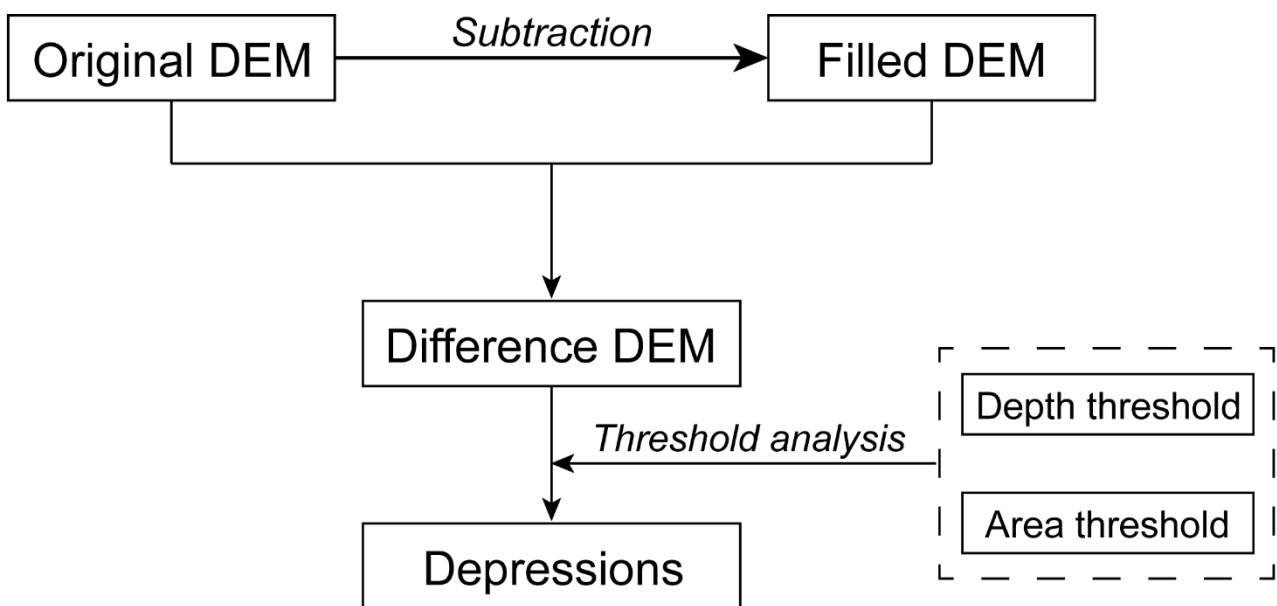 Subtraction
Original DEM
Filled DEM
Difference DEM
Depth threshold
Threshold analysis
Area threshold
Depressions